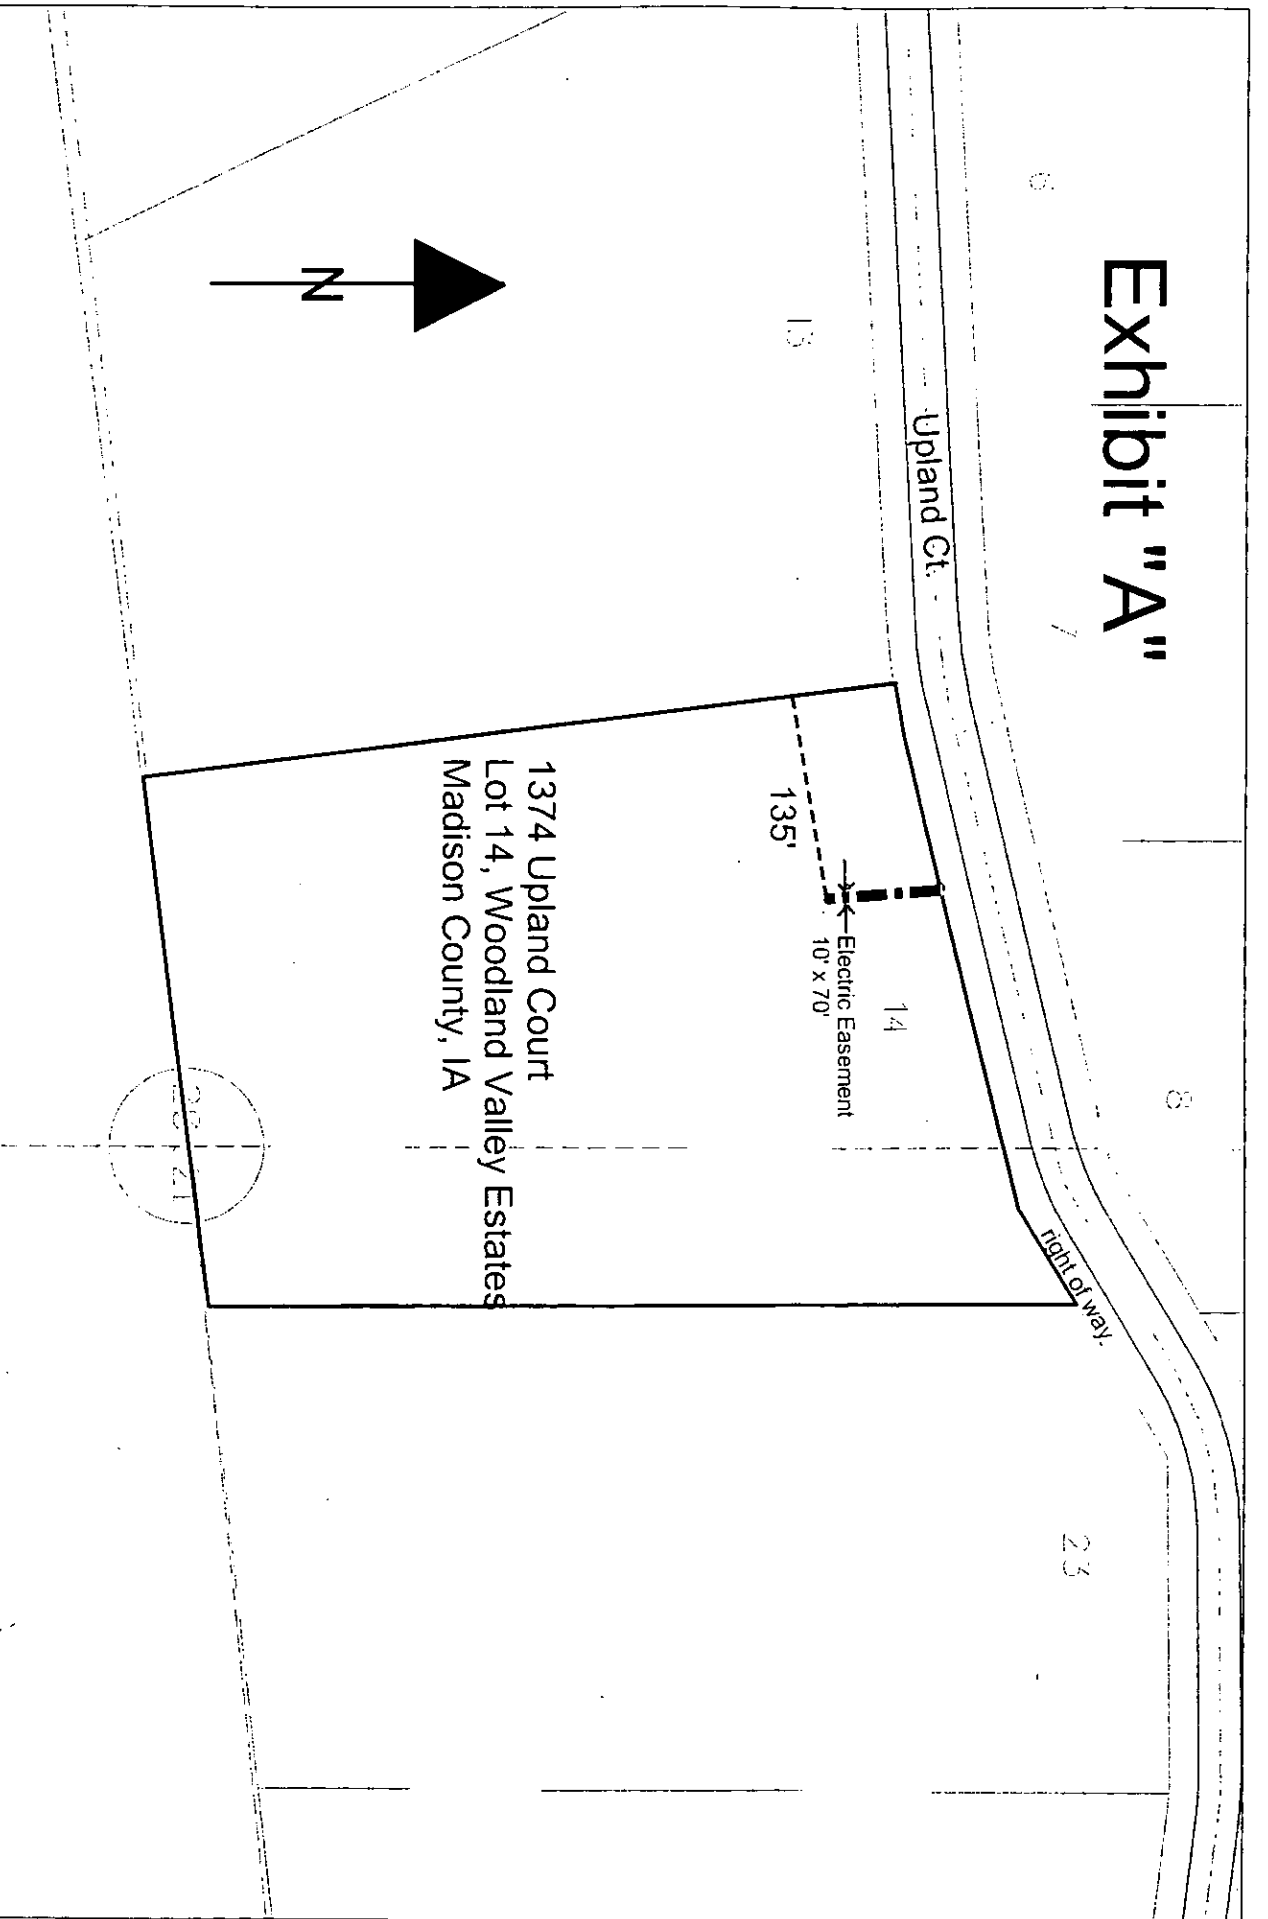 Exhibit "A"
6
7
8
Upland Ct.
right of way.
13
14
23
Electric Easement
10' x 70'
135'
N
1374 Upland Court
Lot 14, Woodland Valley Estates
Madison County, IA